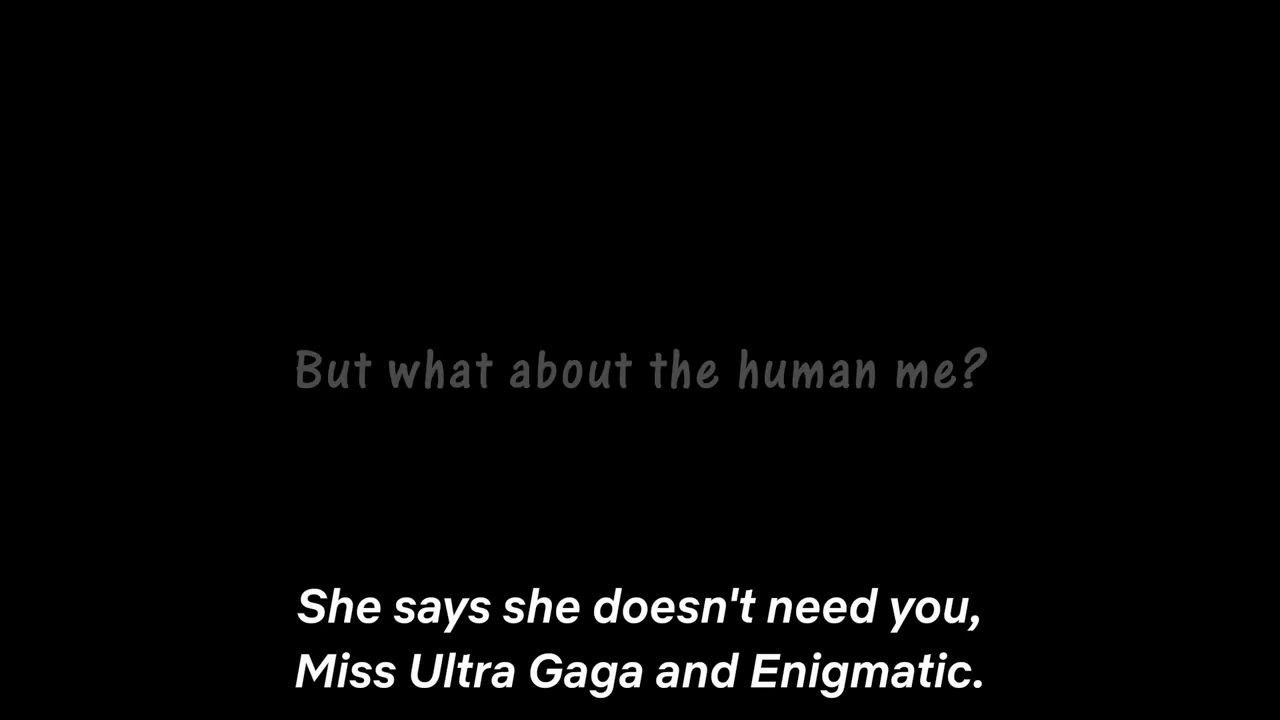 But what about the human me?
She says she doesn't need you,
Miss Ultra Gaga and Enigmatic.